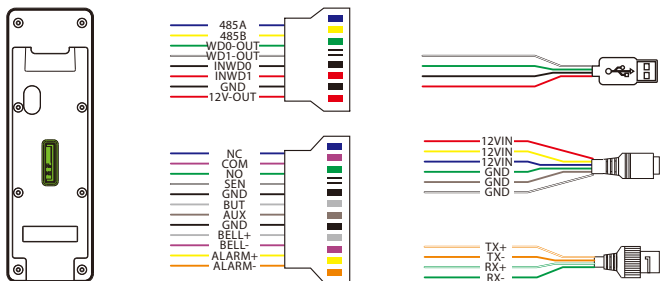 485A
485B
WD0-OUT
WD1-OUT
INWD0
INWD1
GND
12V-OUT
NC
COM
NO
SEN
GND
BUT
AUX
GND
BELL+
BELL-
ALARM+
ALARM-
12VIN
12VIN
12VIN
GND
GND
GND
TX+
TX-
RX+
RX-